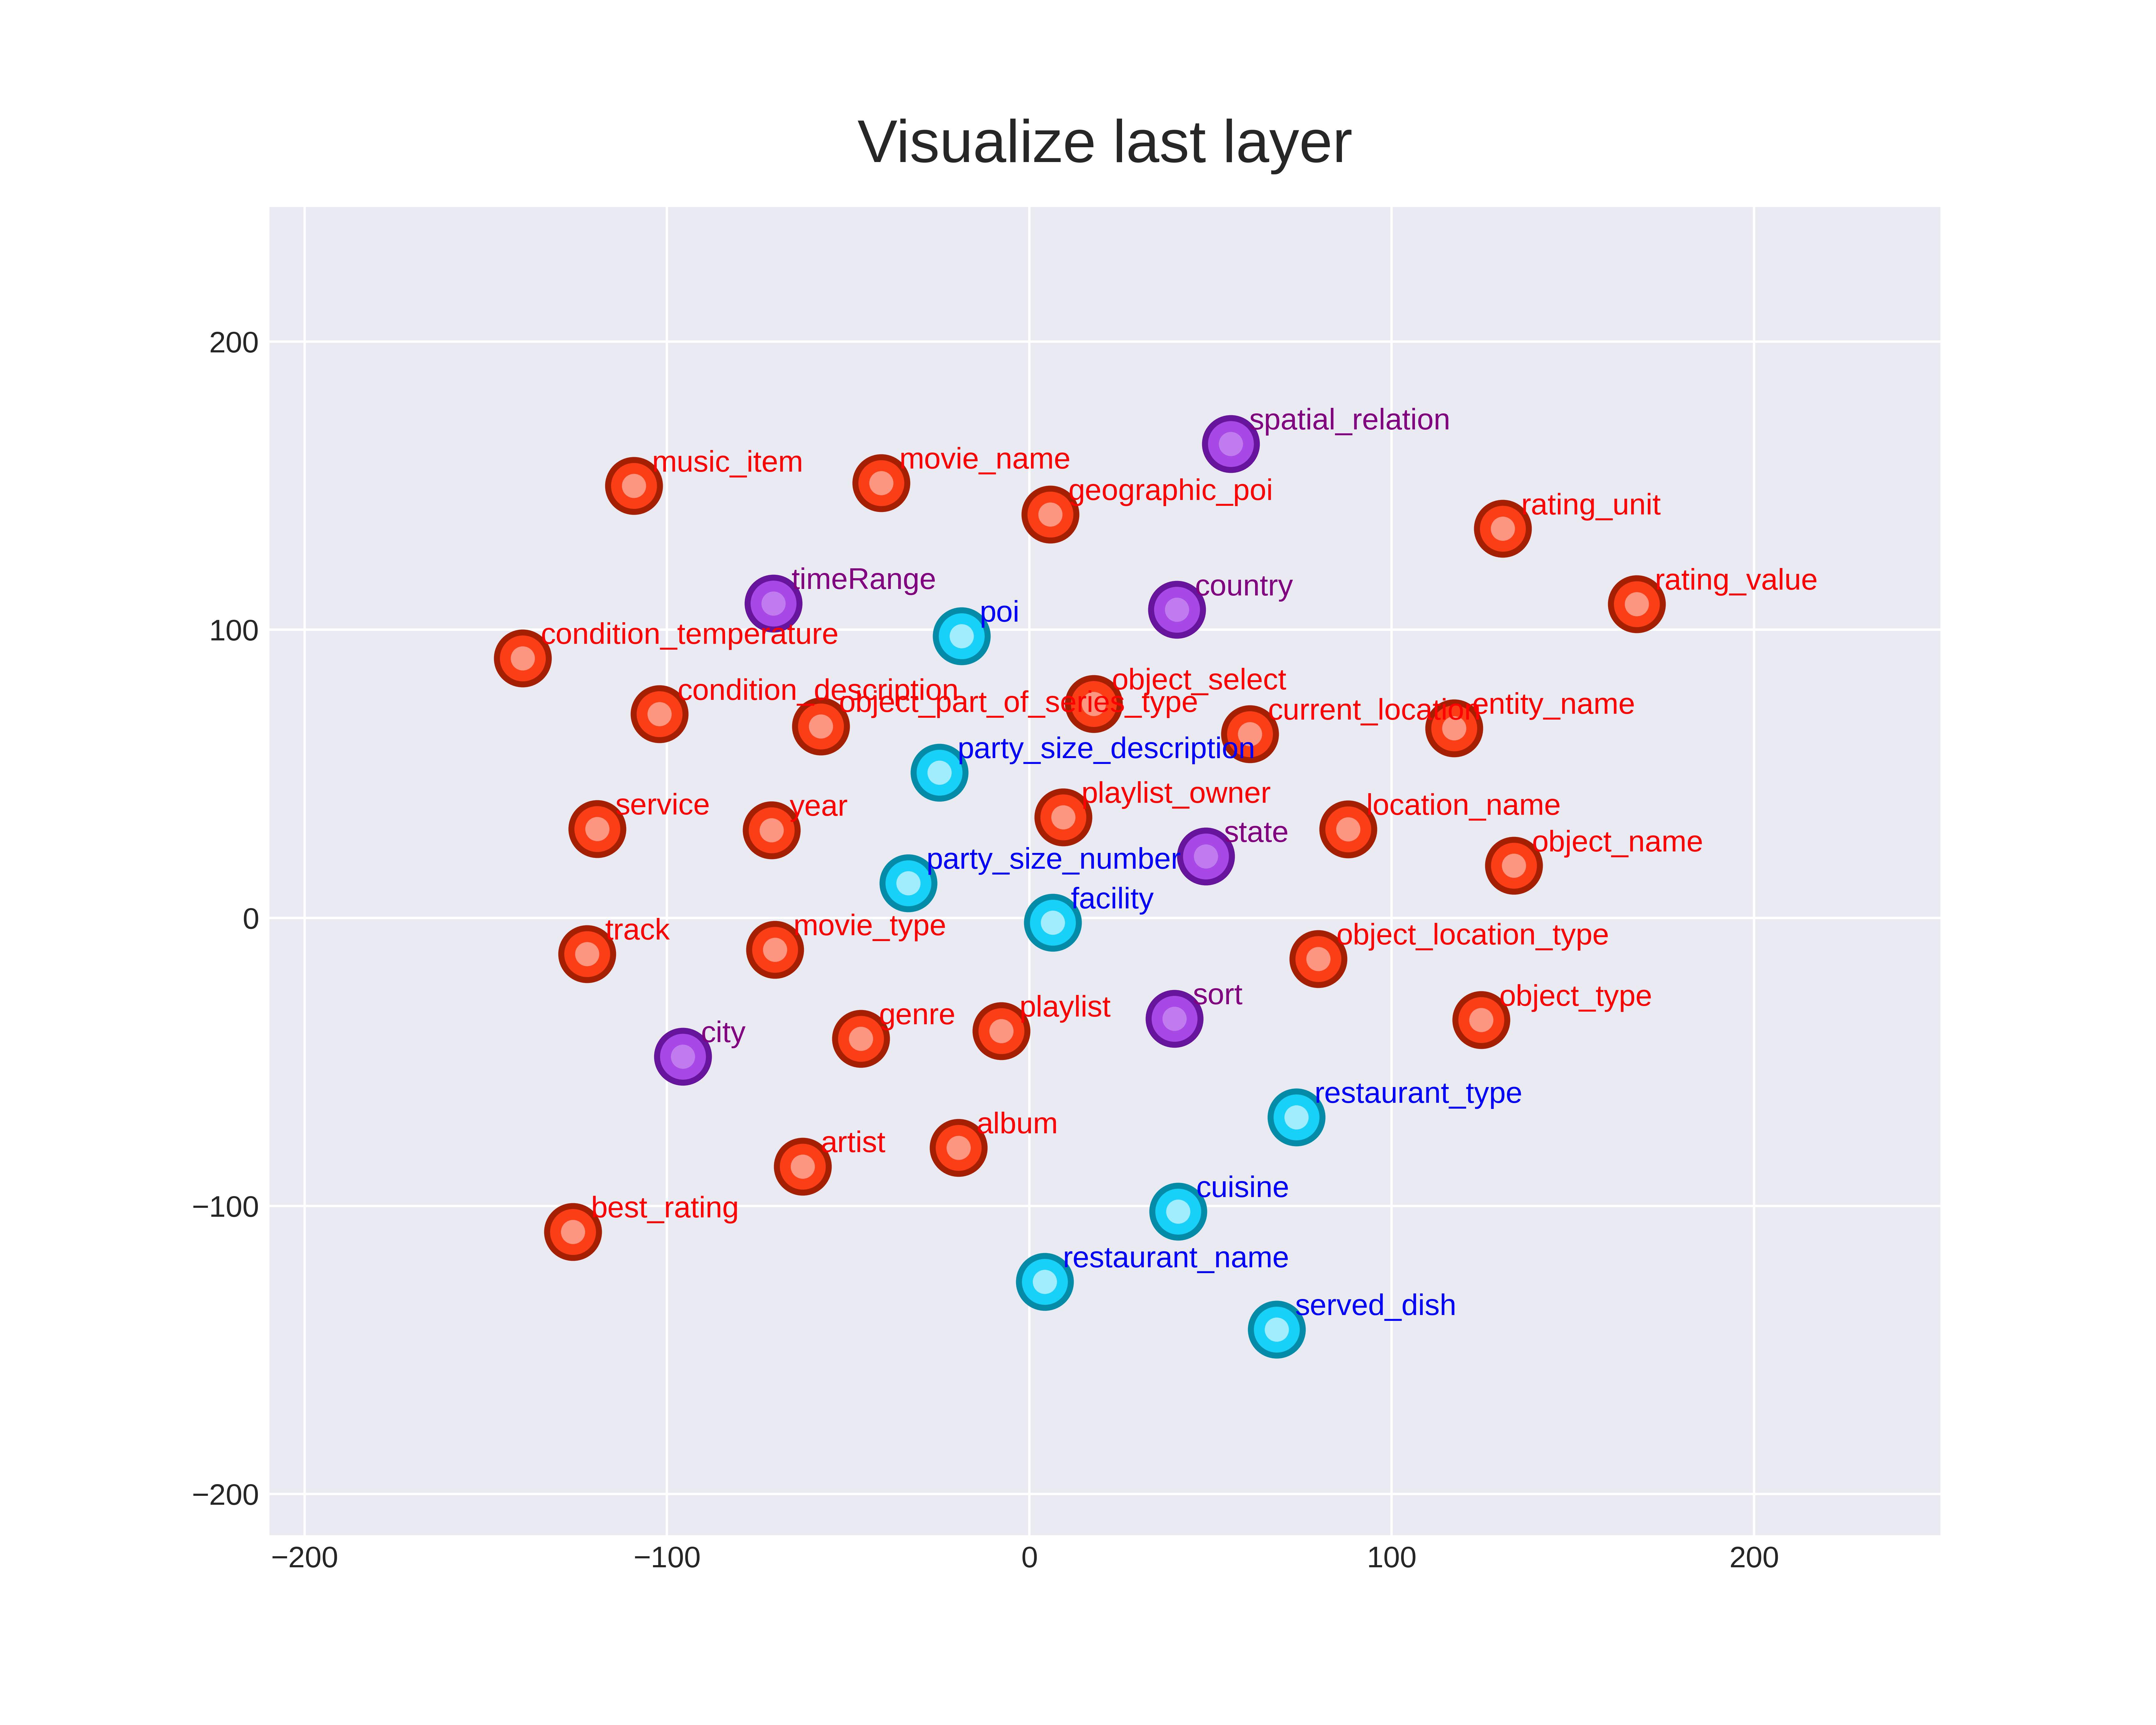 Visualize last layer
spatial_relation
music_item
movie_name
geographic_poi
rating_unit
timeRange
country
rating_value
poi
condition_temperature
condition_description
object_select
object_part_of_series_type
current_location
entity_name
party_size_description
playlist_owner
service
year
location_name
state
object_name
party_size_number
facility
track
movie_type
object_location_type
genre
playlist
sort
object_type
city
restaurant_type
album
artist
cuisine
best_rating
restaurant_name
served_dish
200
100
0
−100
−200
−200
−100
0
100
200